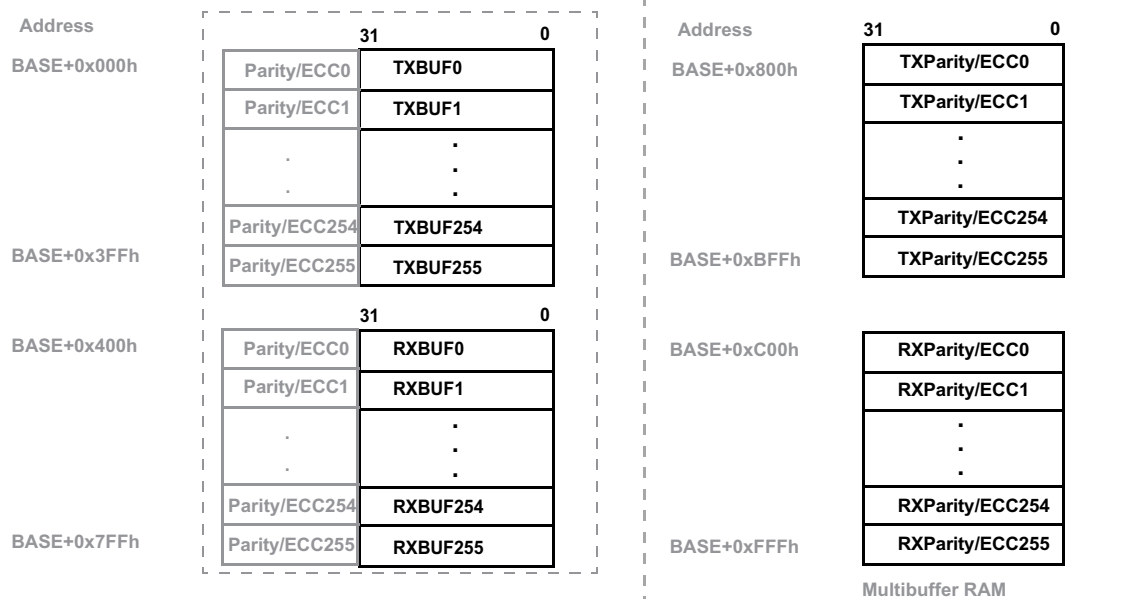 Address
31 0
BASE+0x000h
Parity/ECC0 TXBUF0
Parity/ECC1 TXBUF1
. .
. .
.
Parity/ECC254 TXBUF254
BASE+0x3FFh
Parity/ECC255 TXBUF255
31 0
BASE+0x400h
Parity/ECC0 RXBUF0
Parity/ECC1 RXBUF1
. .
. .
.
Parity/ECC254 RXBUF254
BASE+0x7FFh
Parity/ECC255 RXBUF255
Address
31 0
BASE+0x800h
TXParity/ECC0
TXParity/ECC1
.
.
.
TXParity/ECC254
BASE+0xBFFh
TXParity/ECC255
BASE+0xC00h
RXParity/ECC0
RXParity/ECC1
.
.
.
RXParity/ECC254
BASE+0xFFFh
RXParity/ECC255
Multibuffer RAM